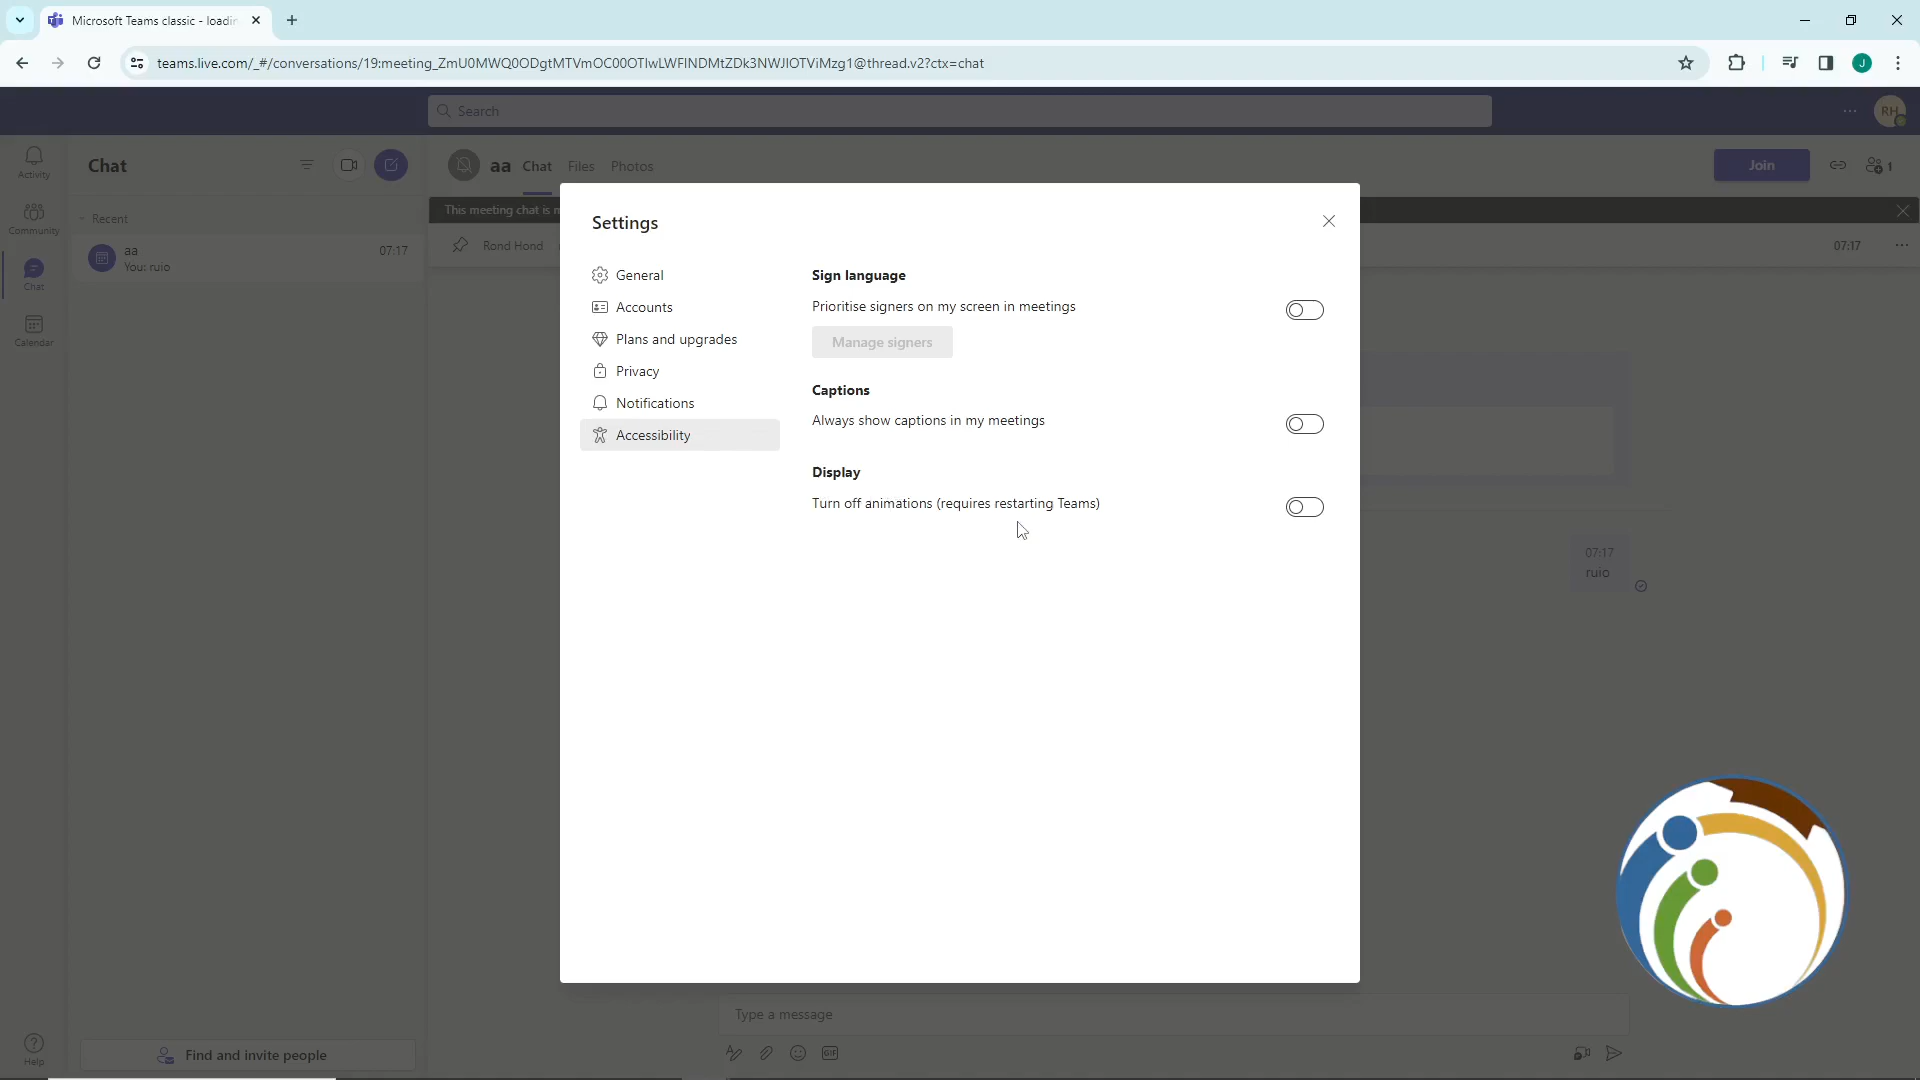 Microsoft Teams classic - loadin
teams.live.com/_#/conversations/19:meeting_ZmU0MWQ0ODgtMTVmOC00OTIwLWFlNDMtZDk3NWJlOTViMzg1@thread.v2?ctx=chat
J
Search
RH
Activity
Community
Chat
Calendar
Help
Chat
Recent
aa
07:17
You: ruio
Find and invite people
aa Chat Files Photos
Join
1
This meeting chat is
Rond Hond
07:17
Settings
General
Accounts
Plans and upgrades
Privacy
Notifications
Accessibility
Sign language
Prioritise signers on my screen in meetings
Manage signers
Captions
Always show captions in my meetings
Display
Turn off animations (requires restarting Teams)
07:17
ruio
Type a message
GIF